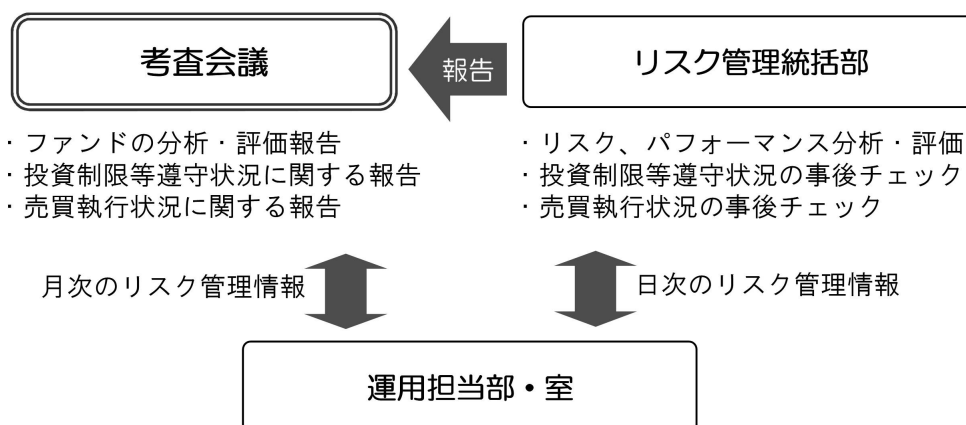 考査会議
報告
リスク管理統括部
・ファンドの分析・評価報告
・投資制限等遵守状況に関する報告
・売買執行状況に関する報告
・リスク、パフォーマンス分析・評価
・投資制限等遵守状況の事後チェック
・売買執行状況の事後チェック
月次のリスク管理情報
日次のリスク管理情報
運用担当部・室